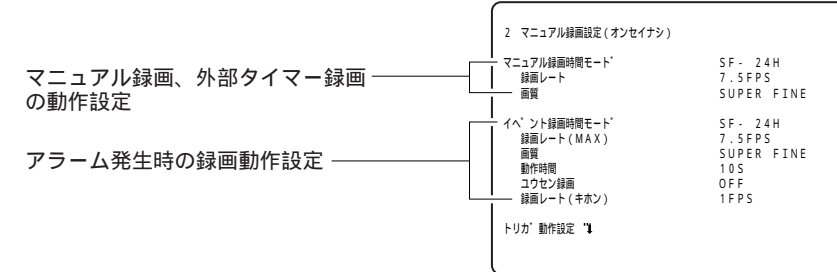 2 マニュアル録画設定(オンセイナシ)
マニュアル録画、外部タイマー録画
の動作設定
マニュアル録画時間モード SF- 24H
録画レート 7.5FPS
画質 SUPER FINE
アラーム発生時の録画動作設定
イベント録画時間モード SF- 24H
録画レート(MAX) 7.5FPS
画質 SUPER FINE
動作時間 10S
ユウセン録画 OFF
録画レート(キホン) 1FPS
トリガ動作設定